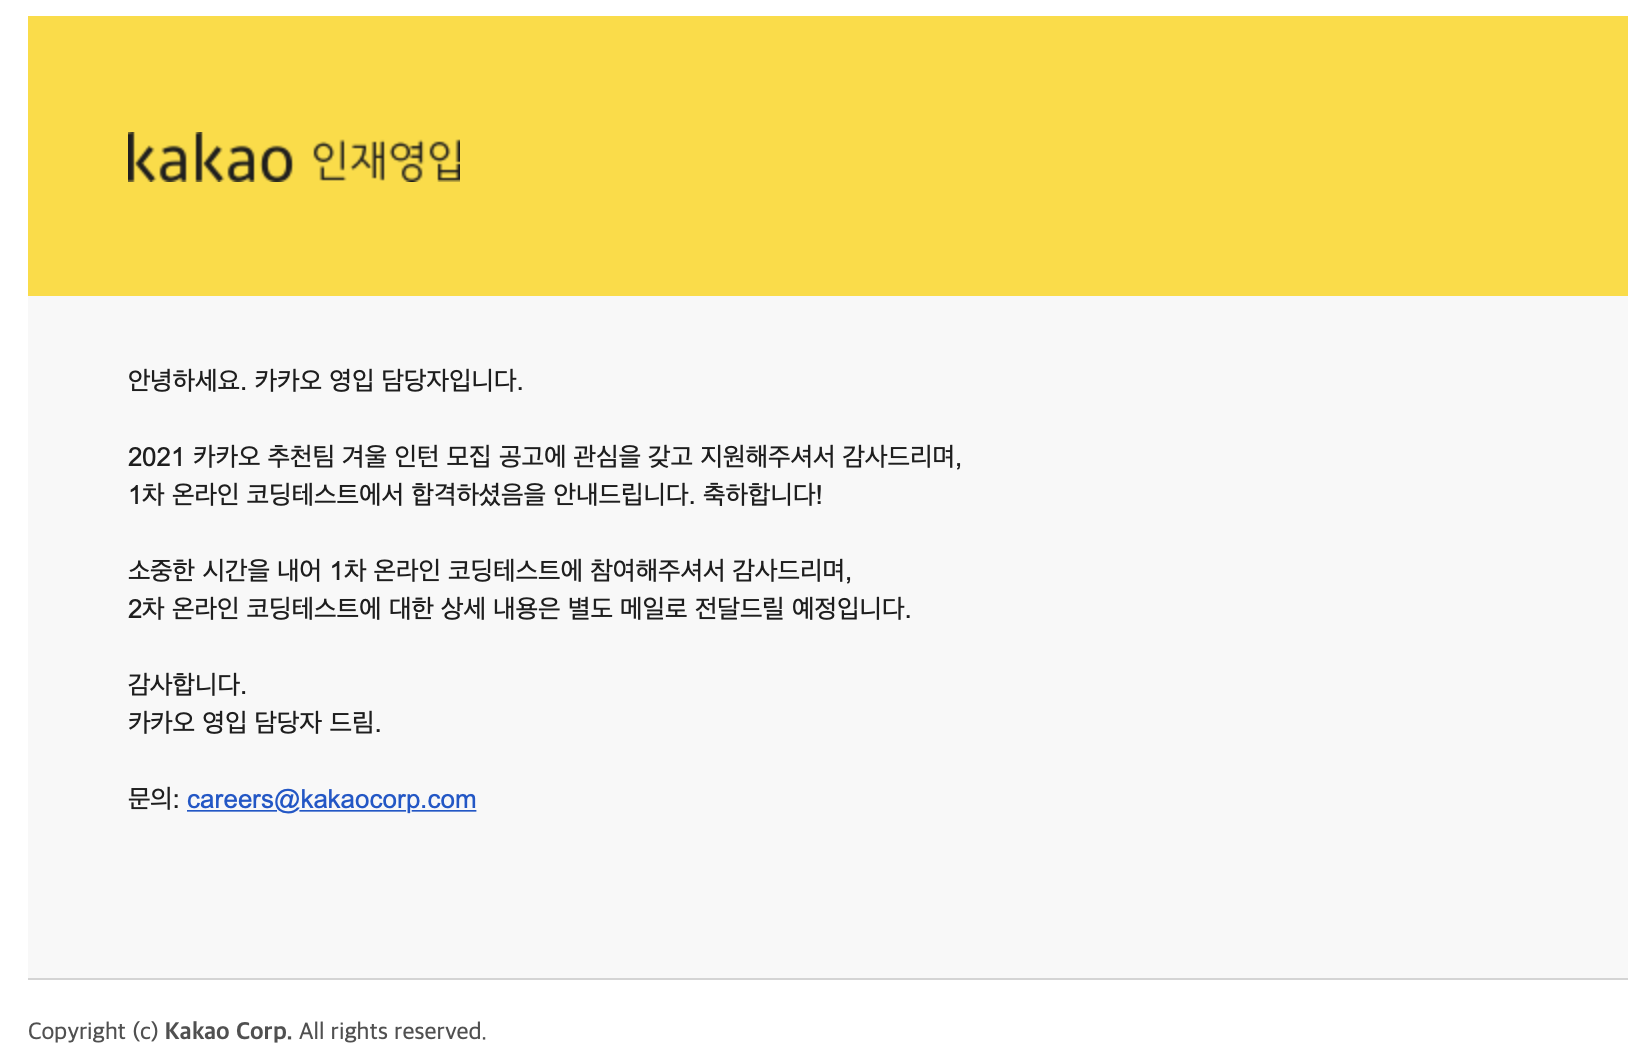 kakao 인재영입
안녕하세요. 카카오 영입 담당자입니다.
2021 카카오 추천팀 겨울 인턴 모집 공고에 관심을 갖고 지원해주셔서 감사드리며,
1차 온라인 코딩테스트에서 합격하셨음을 안내드립니다. 축하합니다!
소중한 시간을 내어 1차 온라인 코딩테스트에 참여해주셔서 감사드리며,
2차 온라인 코딩테스트에 대한 상세 내용은 별도 메일로 전달드릴 예정입니다.
감사합니다.
카카오 영입 담당자 드림.
문의: careers@kakaocorp.com
Copyright (c) Kakao Corp. All rights reserved.